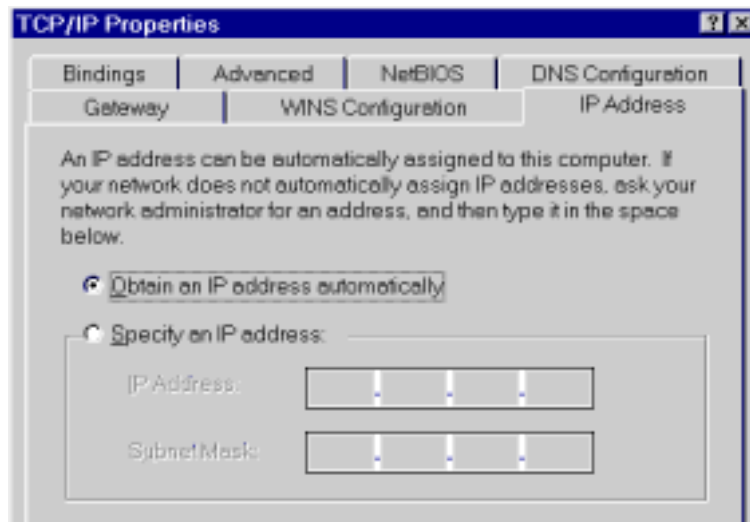 TCP/IP Properties
Bindings
Advanced
NetBIOS
DNS Configuration
Gateway
WINS Configuration
IP Address
An IP address can be automatically assigned to this computer. If
your network does not automatically assign IP addresses, ask your
network administrator for an address, and then type it in the space
below.
Obtain an IP address automatically
Specify an IP address:
IP Address:
Subnet Mask: